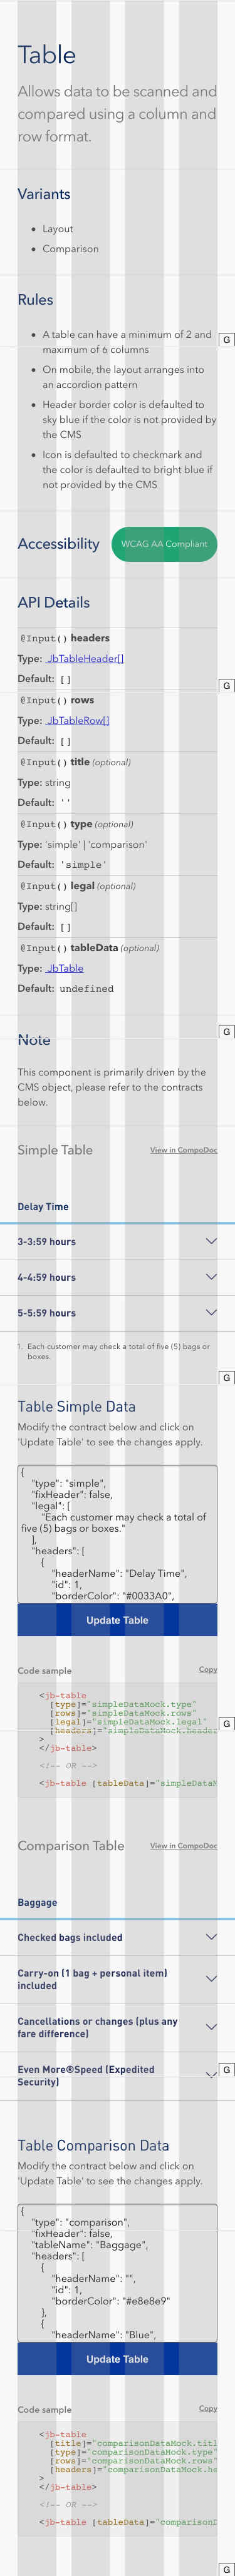 Table
Allows data to be scanned and
compared using a column and
row format.
Variants
• Layout
• Comparison
Rules
• A table can have a minimum of 2 and
maximum of 6 columns
G
• On mobile, the layout arranges into
an accordion pattern
• Header border color is defaulted to
sky blue if the color is not provided by
the CMS
• Icon is defaulted to checkmark and
the color is defaulted to bright blue if
not provided by the CMS
Accessibility WCAG AA Compliant
API Details
@Input() headers
Type: JbTableHeader[]
Default: []
G
@Input() rows
Type: JbTableRow[]
Default: []
@Input() title (optional)
Type: string
Default: ''
@Input() type (optional)
Type: 'simple' | 'comparison'
Default: 'simple'
@Input() legal (optional)
Type: string[]
Default: []
@Input() tableData (optional)
Type: JbTable
Default: undefined
G
Note
This component is primarily driven by the
CMS object, please refer to the contracts
below.
Simple Table View in CompoDoc
Delay Time
3-3:59 hours
4-4:59 hours
5-5:59 hours
1. Each customer may check a total of five (5) bags or
boxes.
G
Table Simple Data
Modify the contract below and click on
'Update Table' to see the changes apply.
{
"type": "simple",
"fixHeader": false,
"legal": [
"Each customer may check a total of
five (5) bags or boxes."
],
"headers": [
{
"headerName": "Delay Time",
"id": 1,
"borderColor": "#0033A0",
Update Table
Code sample Copy
<jb-table
[type]="simpleDataMock.type"
[rows]="simpleDataMock.rows"
[legal]="simpleDataMock.legal"
G
[headers]="simpleDataMock.header
>
</jb-table>
<!-- OR -->
<jb-table [tableData]="simpleDataM
Comparison Table View in CompoDoc
Baggage
Checked bags included
Carry-on (1 bag + personal item)
included
Cancellations or changes (plus any
fare difference)
Even More®Speed (Expedited
Security)
G
Table Comparison Data
Modify the contract below and click on
'Update Table' to see the changes apply.
{
"type": "comparison",
"fixHeader": false,
"tableName": "Baggage",
"headers": [
{
"headerName": "",
"id": 1,
"borderColor": "#e8e8e9"
},
{
"headerName": "Blue",
Update Table
Code sample Copy
<jb-table
[title]="comparisonDataMock.titl
[type]="comparisonDataMock.type"
[rows]="comparisonDataMock.rows"
[headers]="comparisonDataMock.he
>
</jb-table>
<!-- OR -->
<jb-table [tableData]="comparisonD
G